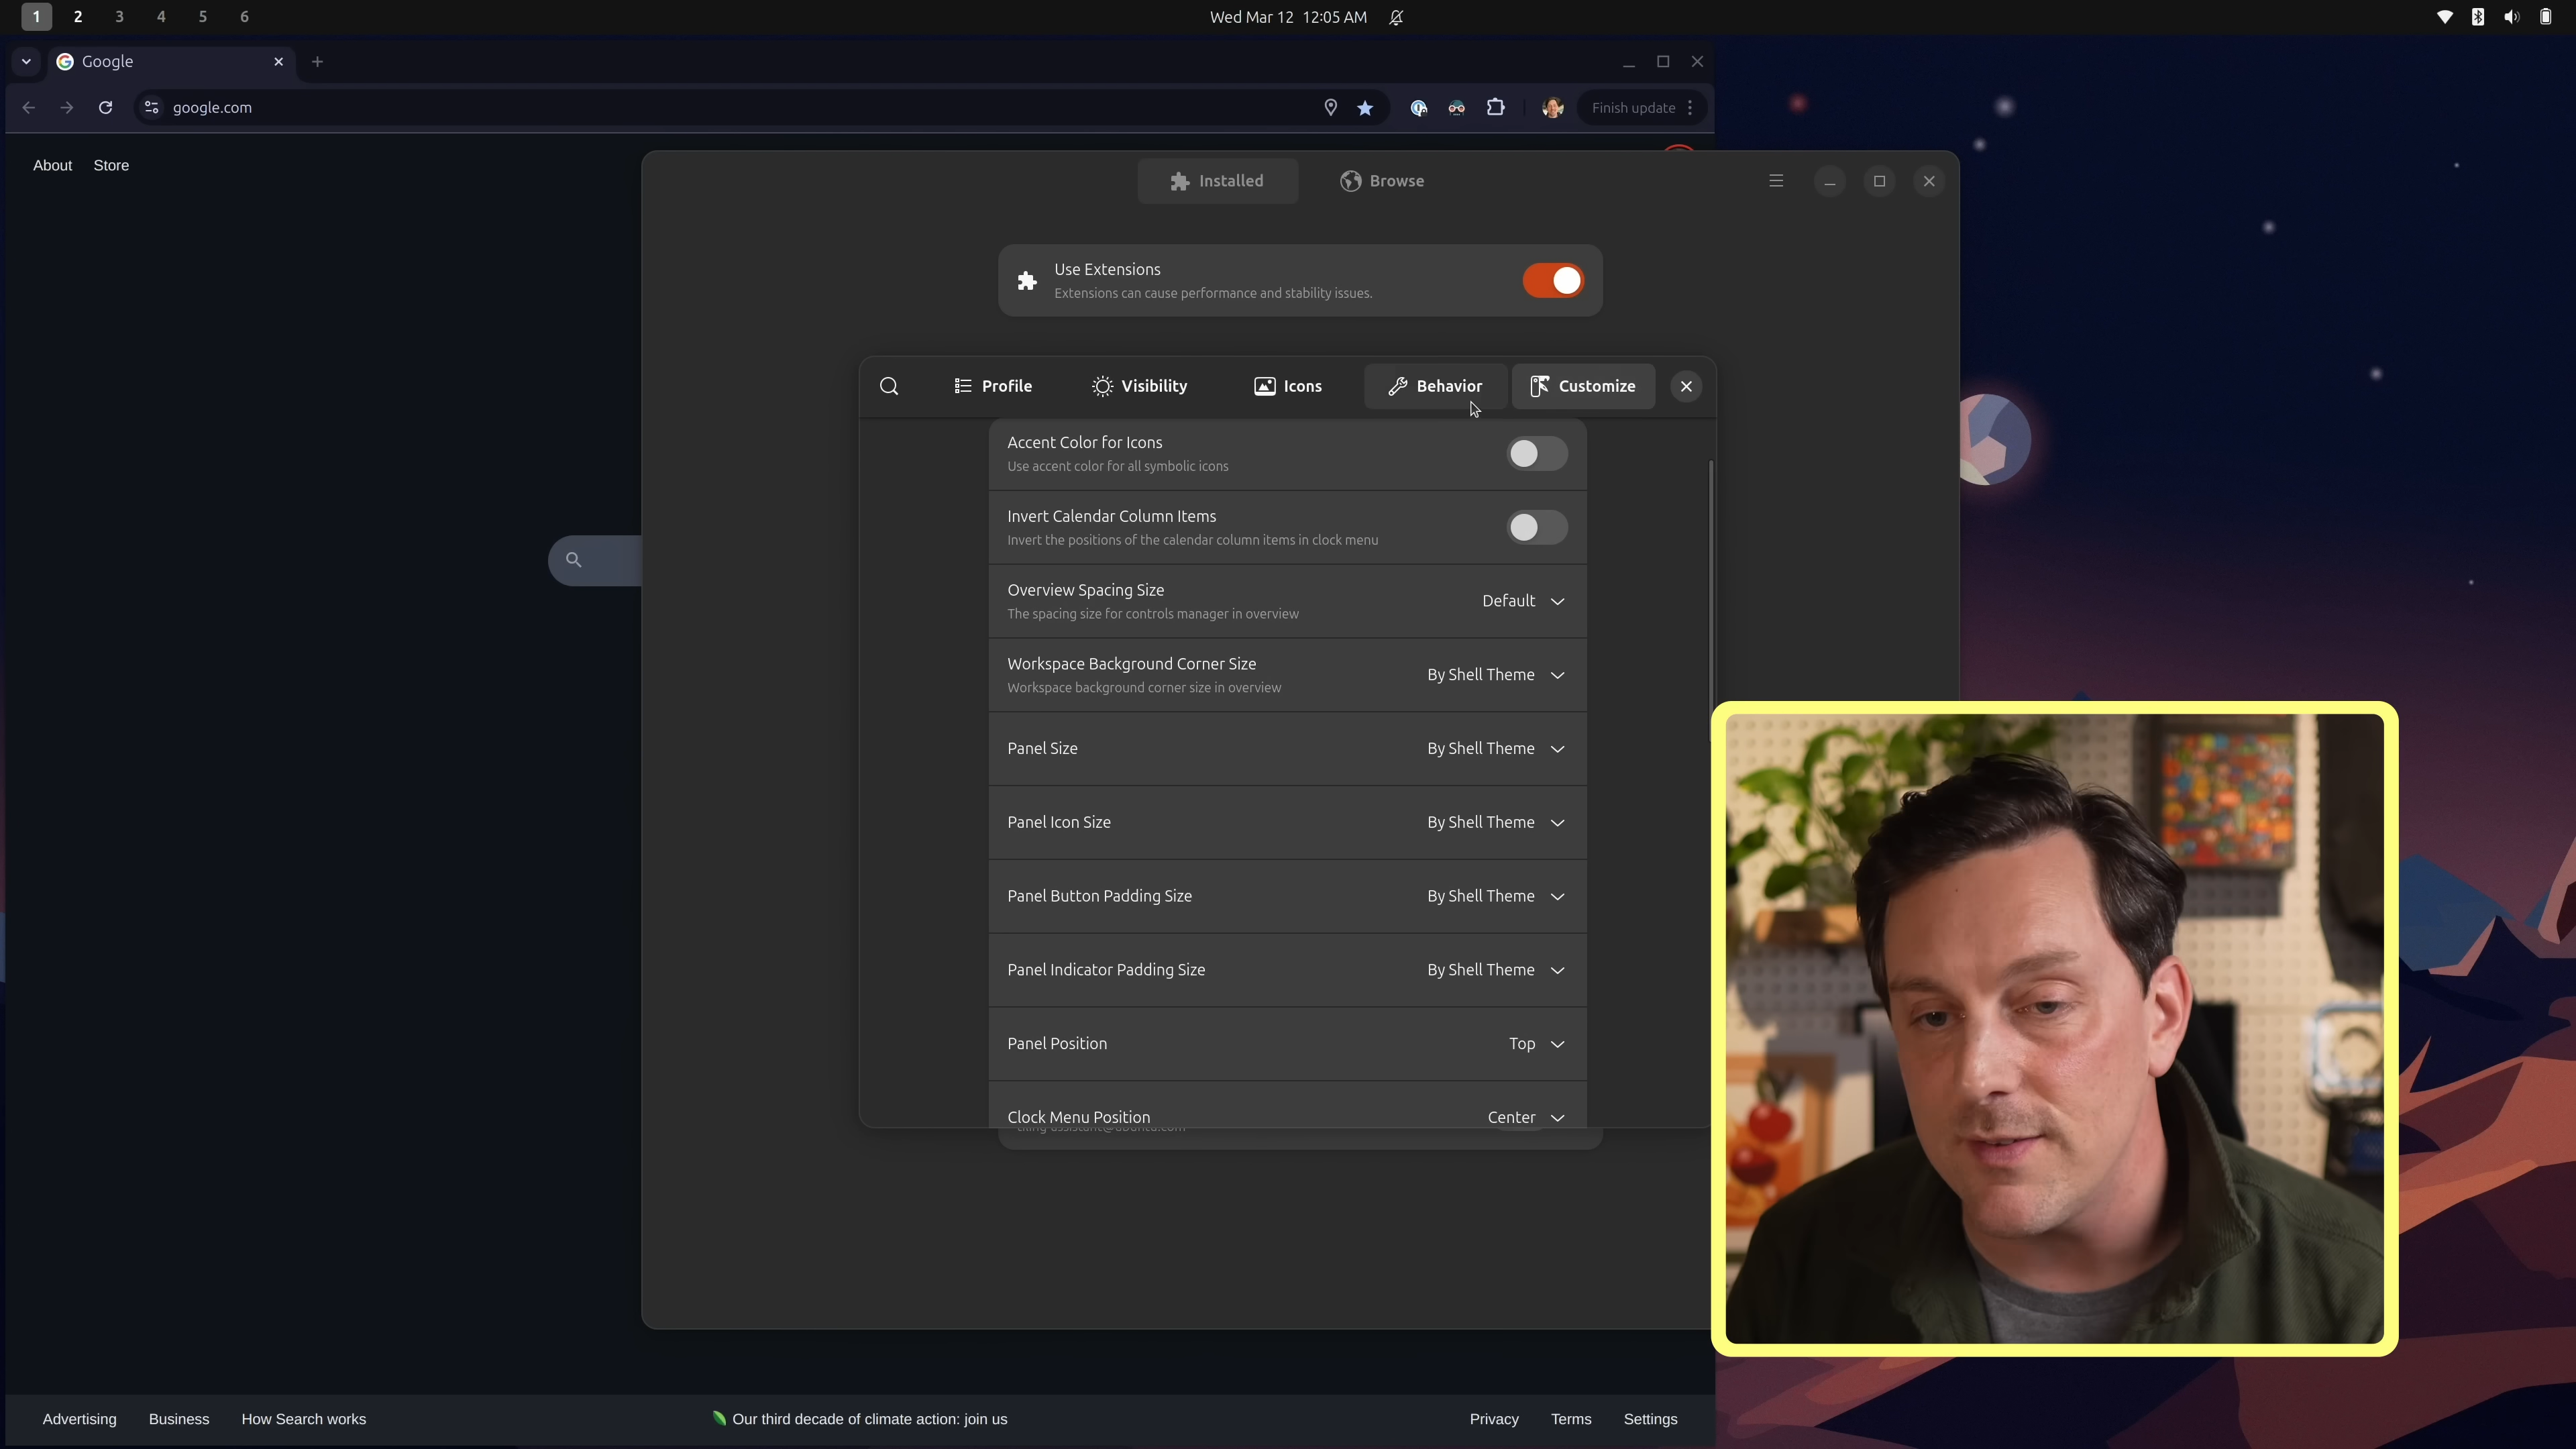 1 2 3 4 5 6
Wed Mar 12 12:05 AM
Google
google.com
Finish update
About Store
Installed Browse
Use Extensions
Extensions can cause performance and stability issues.
Profile Visibility Icons Behavior Customize
Accent Color for Icons
Use accent color for all symbolic icons
Invert Calendar Column Items
Invert the positions of the calendar column items in clock menu
Overview Spacing Size
The spacing size for controls manager in overview
Default
Workspace Background Corner Size
Workspace background corner size in overview
By Shell Theme
Panel Size By Shell Theme
Panel Icon Size By Shell Theme
Panel Button Padding Size By Shell Theme
Panel Indicator Padding Size By Shell Theme
Panel Position Top
Clock Menu Position Center
Advertising Business How Search works
Our third decade of climate action: join us
Privacy Terms Settings